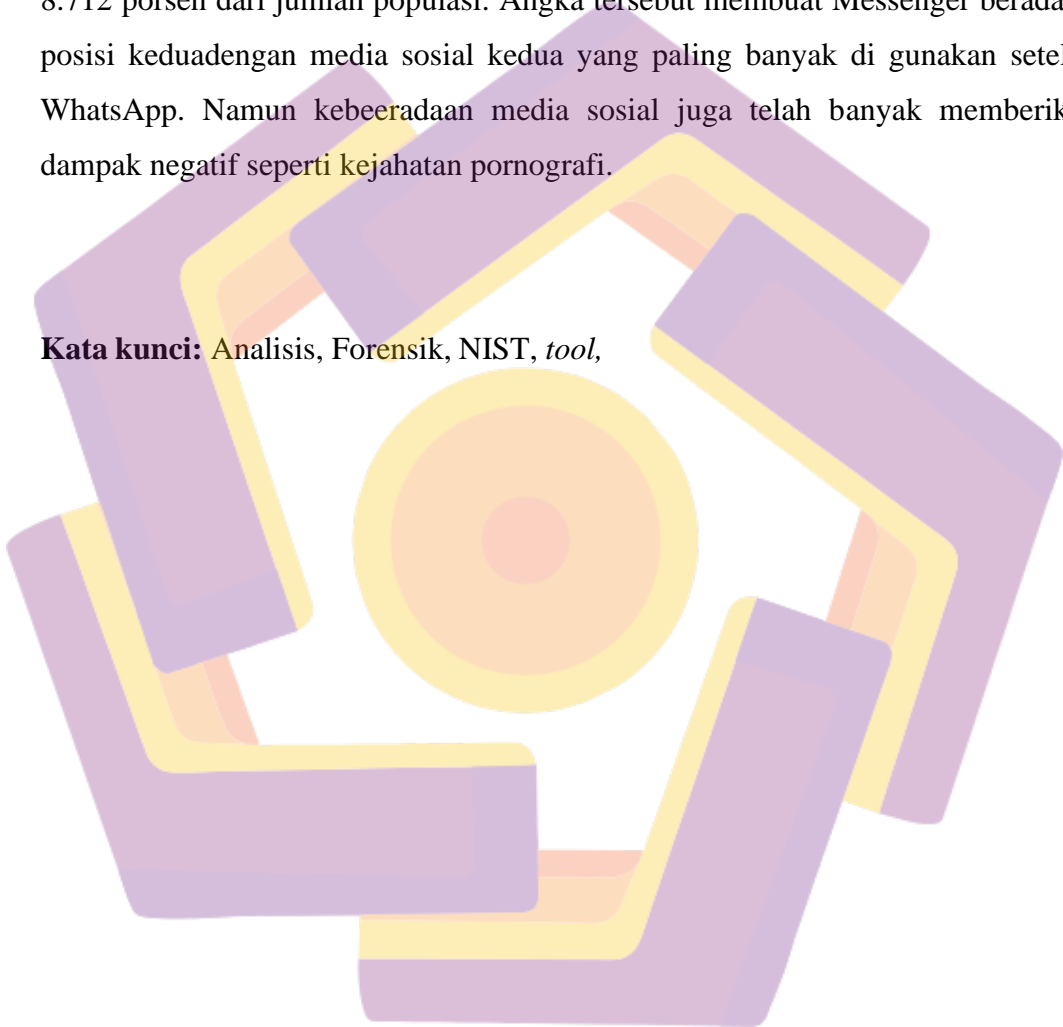 8.712 porsen dari jumlah populasi. Angka tersebut membuat Messenger berada
posisi keduadengan media sosial kedua yang paling banyak di gunakan setel
WhatsApp. Namun kebeeradaan media sosial juga telah banyak memberik
dampak negatif seperti kejahatan pornografi.
Kata kunci: Analisis, Forensik, NIST, tool,